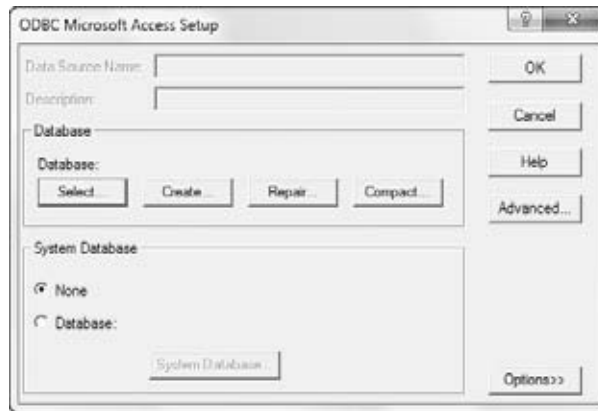 ODBC Microsoft Access Setup
Data Source Name:
OK
Description:
Cancel
Database
Database:
Help
Select...
Create...
Repair...
Compact...
Advanced...
System Database
None
Database:
System Database...
Options>>